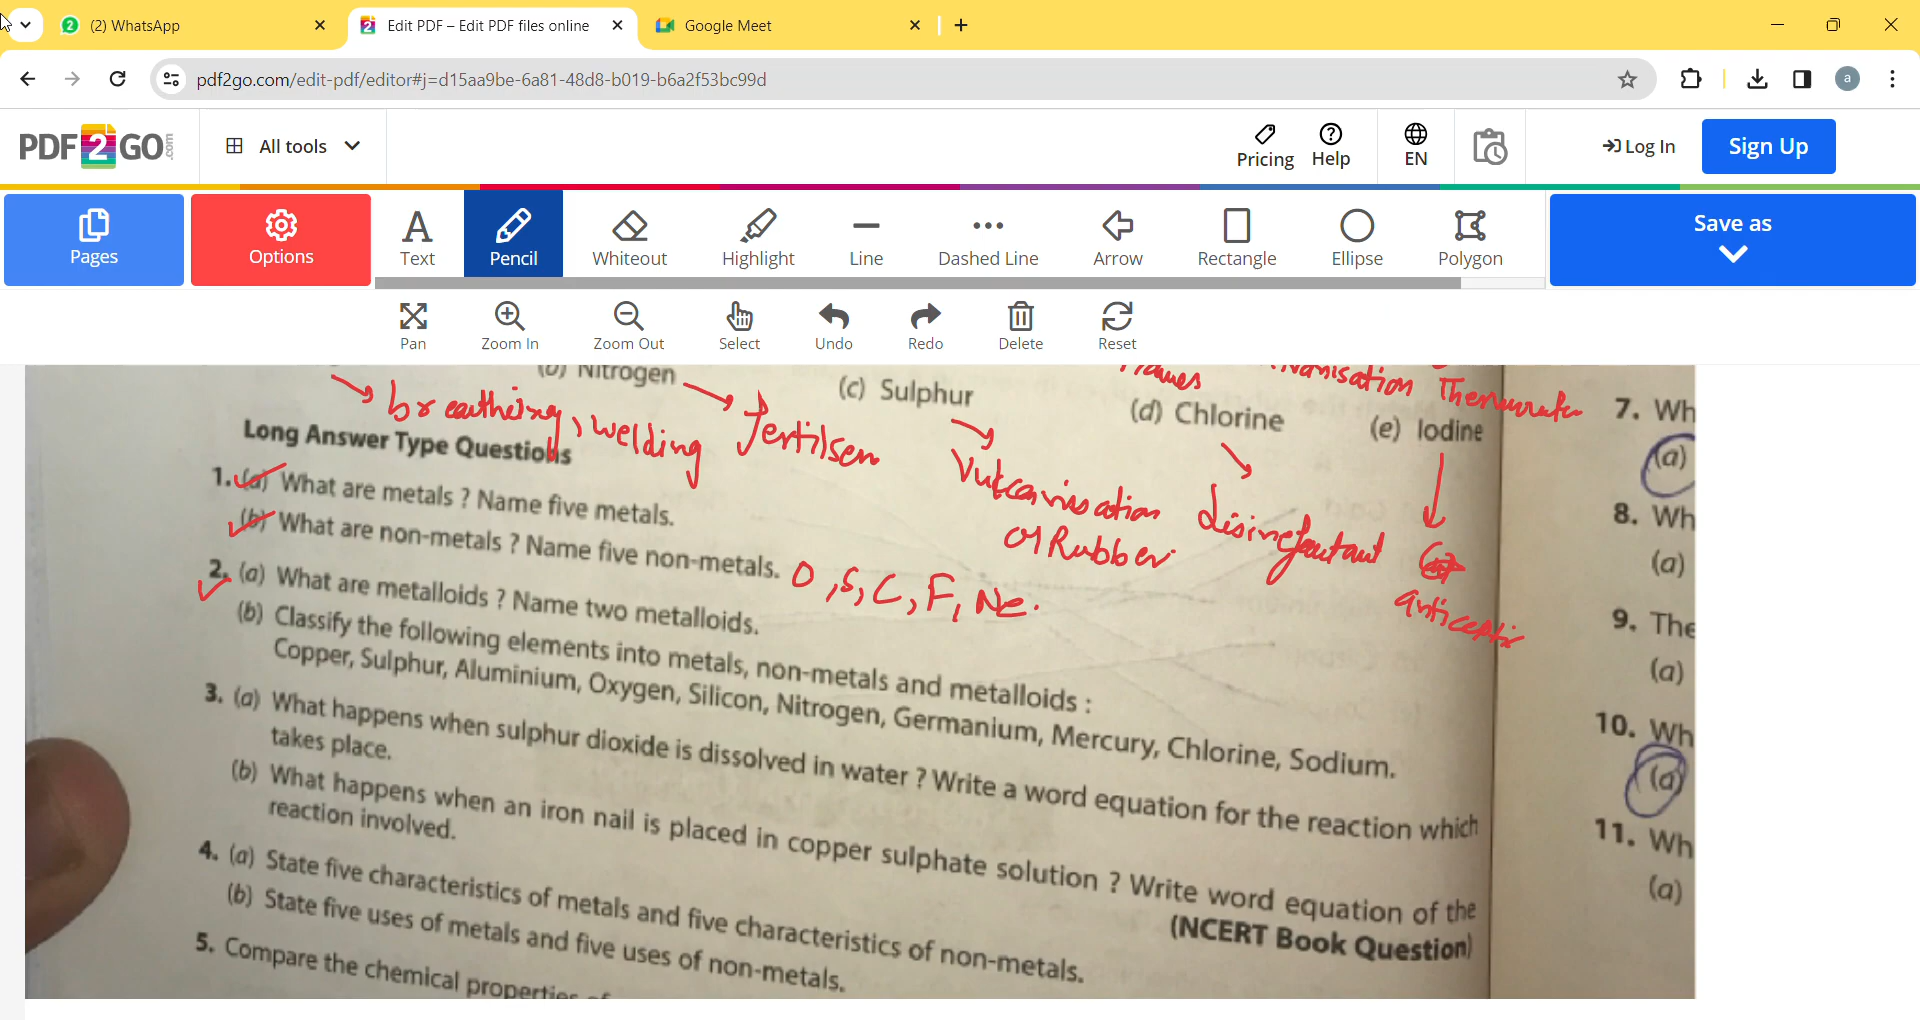 (2) WhatsApp
Edit PDF – Edit PDF files online
Google Meet
pdf2go.com/edit-pdf/editor#j=d15aa9be-6a81-48d8-b019-b6a2f53bc99d
a
PDF2GO.com
All tools
Pricing
Help
EN
Log In
Sign Up
Pages
Options
Text
Pencil
Whiteout
Highlight
Line
Dashed Line
Arrow
Rectangle
Ellipse
Polygon
Save as
Pan
Zoom In
Zoom Out
Select
Undo
Redo
Delete
Reset
(b) Nitrogen
(c) Sulphur
(d) Chlorine
(e) Iodine
welding
Rubber
Long Answer Type Questions
1. (a) What are metals ? Name five metals.
(b) What are non-metals ? Name five non-metals.
O, S, C, F, Ne.
2. (a) What are metalloids ? Name two metalloids.
(b) Classify the following elements into metals, non-metals and metalloids :
Copper, Sulphur, Aluminium, Oxygen, Silicon, Nitrogen, Germanium, Mercury, Chlorine, Sodium.
3. (a) What happens when sulphur dioxide is dissolved in water ? Write a word equation for the reaction which
takes place.
(b) What happens when an iron nail is placed in copper sulphate solution ? Write word equation of the
reaction involved.
(NCERT Book Question)
4. (a) State five characteristics of metals and five characteristics of non-metals.
(b) State five uses of metals and five uses of non-metals.
5. Compare the chemical properties of
7. Wh
(a)
8. Wh
(a)
9. The
(a)
10. Wh
(a)
11. Wh
(a)